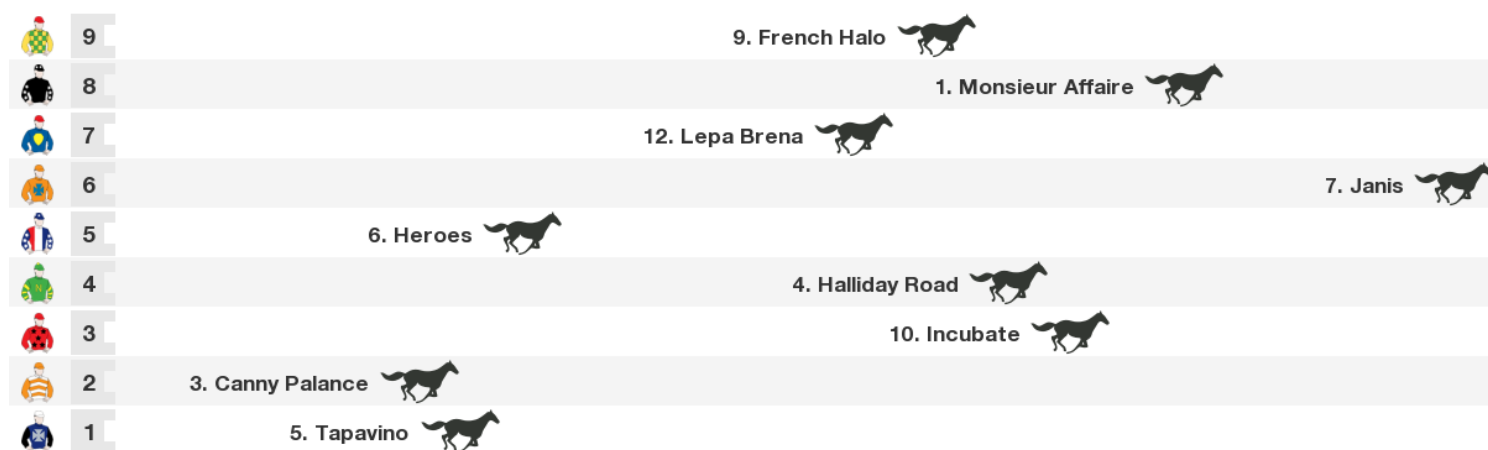 9 9. French Halo
8 1. Monsieur Affaire
7 12. Lepa Brena
6 7. Janis
5 6. Heroes
4 4. Halliday Road
N
3 10. Incubate
2 3. Canny Palance
1 5. Tapavino